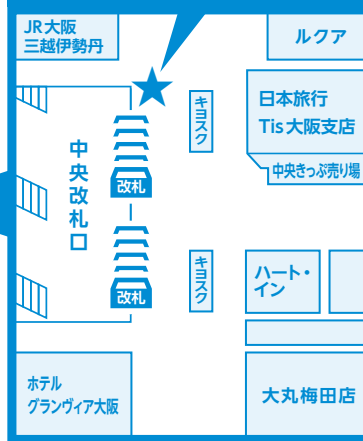 JR大阪
三越伊勢丹
ルクア
キヨスク
日本旅行
Tis大阪支店
中央きっぷ売り場
中央改札口
改札
改札
キヨスク
ハート・
イン
ホテル
グランヴィア大阪
大丸梅田店